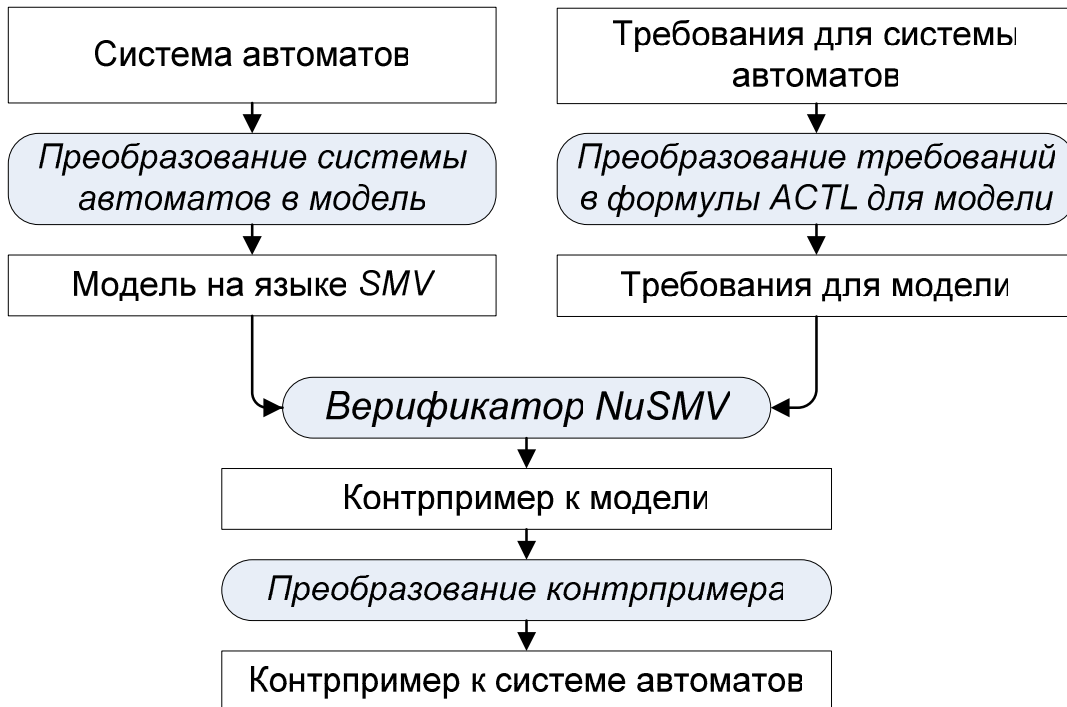 Система автоматов
Требования для системы
автоматов
Преобразование системы
автоматов в модель
Преобразование требований
в формулы ACTL для модели
Модель на языке SMV
Требования для модели
Верификатор NuSMV
Контрпример к модели
Преобразование контрпримера
Контрпример к системе автоматов